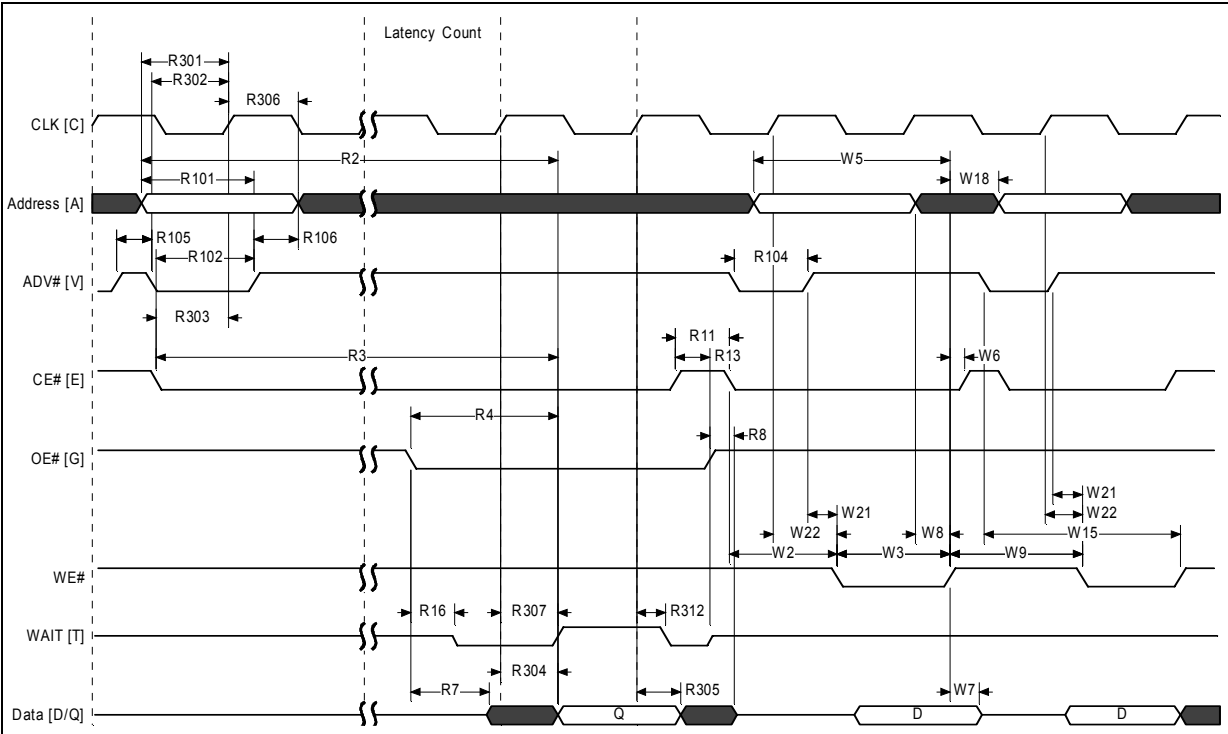 Latency Count
R301
R302
R306
CLK [C]
R2
W5
R101
W18
Address [A]
R105
R102
R106
R104
ADV# [V]
R303
R11
R3
R13
W6
CE# [E]
R4
R8
OE# [G]
W21
W21
W22
W22
W8
W15
W2
W3
W9
WE#
R16
R307
R312
WAIT [T]
R304
R7
R305
W7
Data [D/Q]
Q
D
D